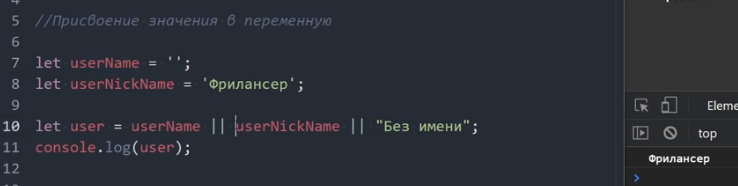 5 //Присвоение значения в переменную
6
7 let userName = '';
8 let userNickName = 'Фрилансер';
9
10 let user = userName || userNickName || "Без имени";
11 console.log(user);
12
Eleme
top
Фрилансер